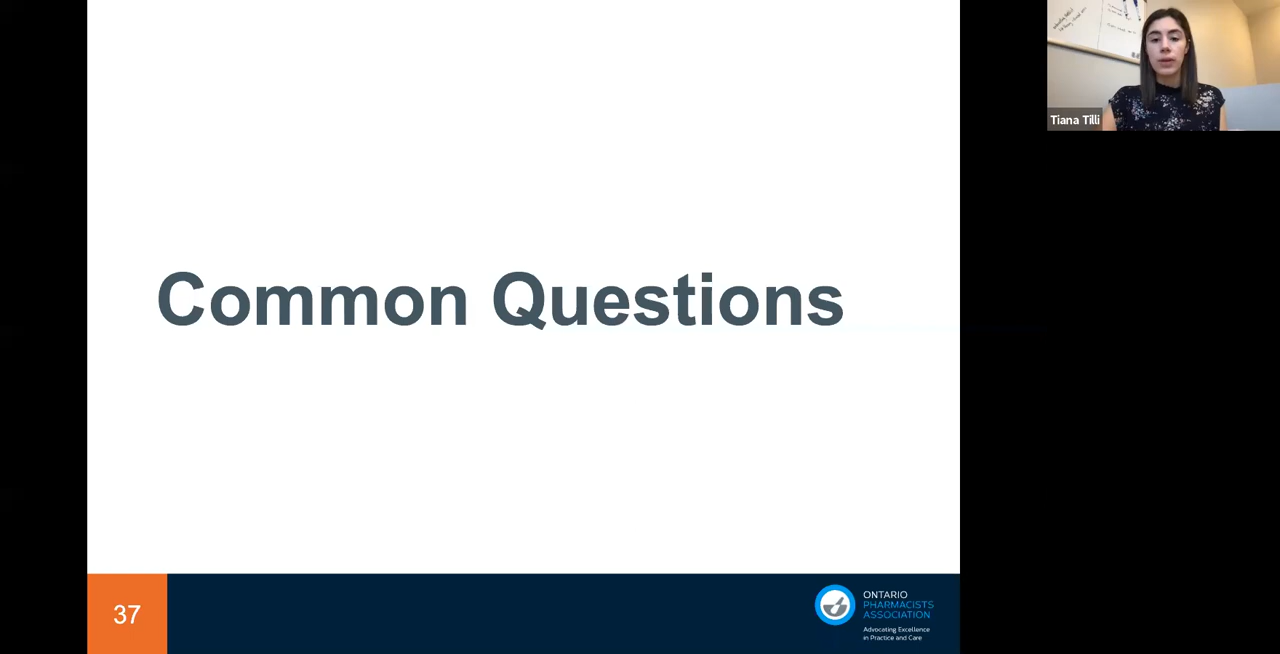 Common Questions
Tiana Tilli
37
ONTARIO
PHARMACISTS
ASSOCIATION
Advocating Excellence
in Practice and Care